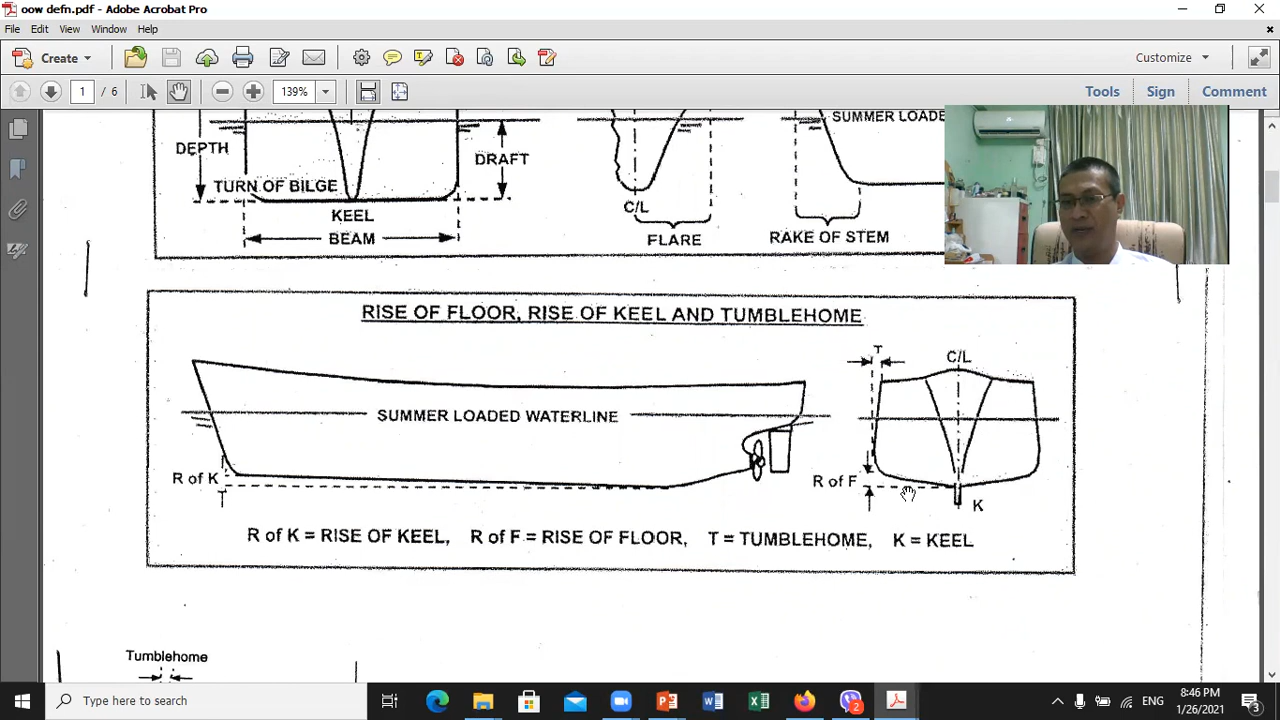 oow defn.pdf - Adobe Acrobat Pro
File Edit View Window Help
Create
Customize
1 / 6
139%
Tools Sign Comment
SUMMER LOADED
DEPTH
DRAFT
TURN OF BILGE
KEEL
BEAM
C/L
FLARE
RAKE OF STEM
RISE OF FLOOR, RISE OF KEEL AND TUMBLEHOME
T
C/L
SUMMER LOADED WATERLINE
R of K
R of F
K
R of K = RISE OF KEEL, R of F = RISE OF FLOOR, T = TUMBLEHOME, K = KEEL
Tumblehome
Type here to search
2
ENG
8:46 PM
1/26/2021
3